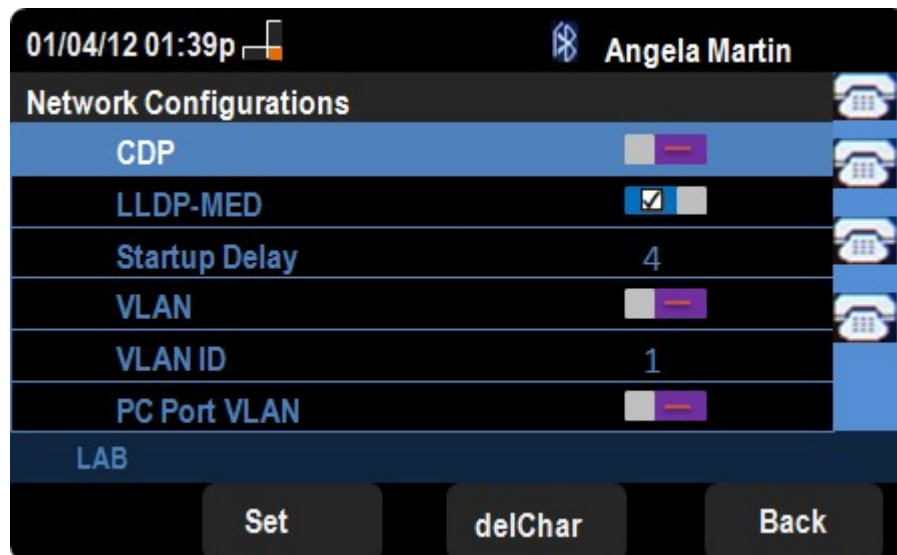 01/04/12 01:39p Angela Martin
Network Configurations
CDP
LLDP-MED
Startup Delay 4
VLAN
VLAN ID 1
PC Port VLAN
LAB
Set delChar Back